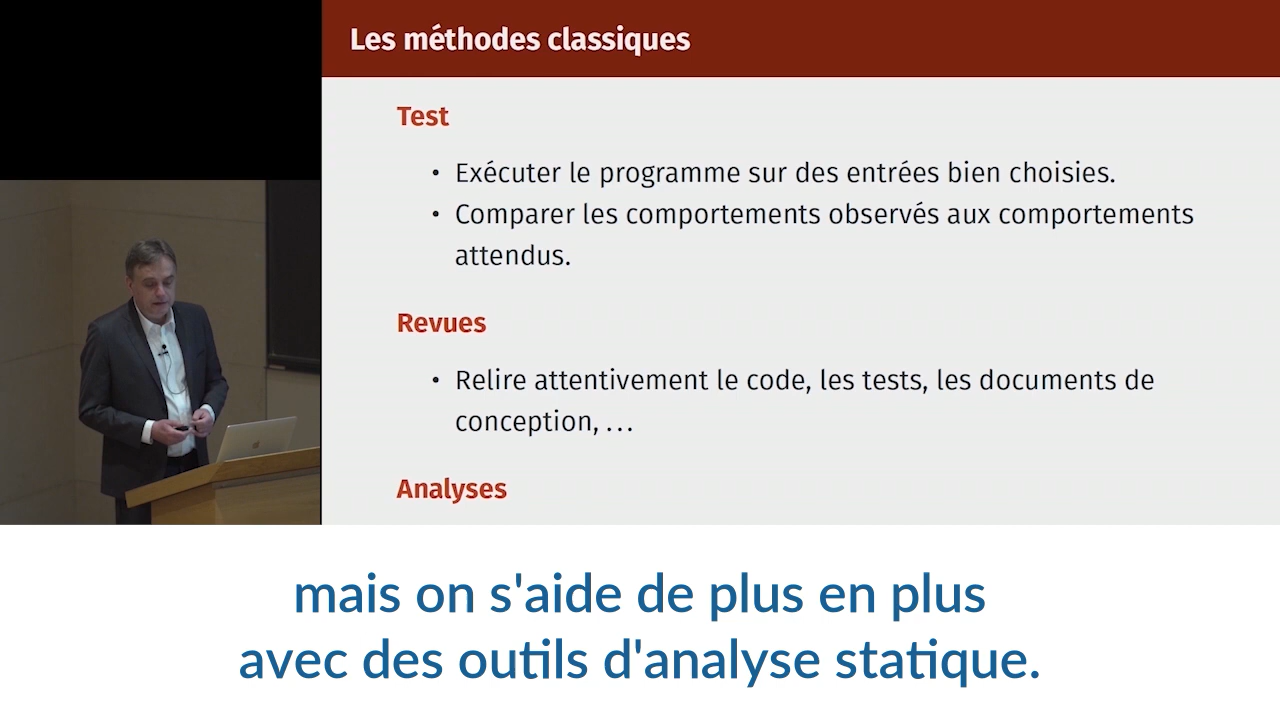 Les méthodes classiques
Test
• Exécuter le programme sur des entrées bien choisies.
• Comparer les comportements observés aux comportements
attendus.
Revues
• Relire attentivement le code, les tests, les documents de
conception, ...
Analyses
mais on s'aide de plus en plus
avec des outils d'analyse statique.